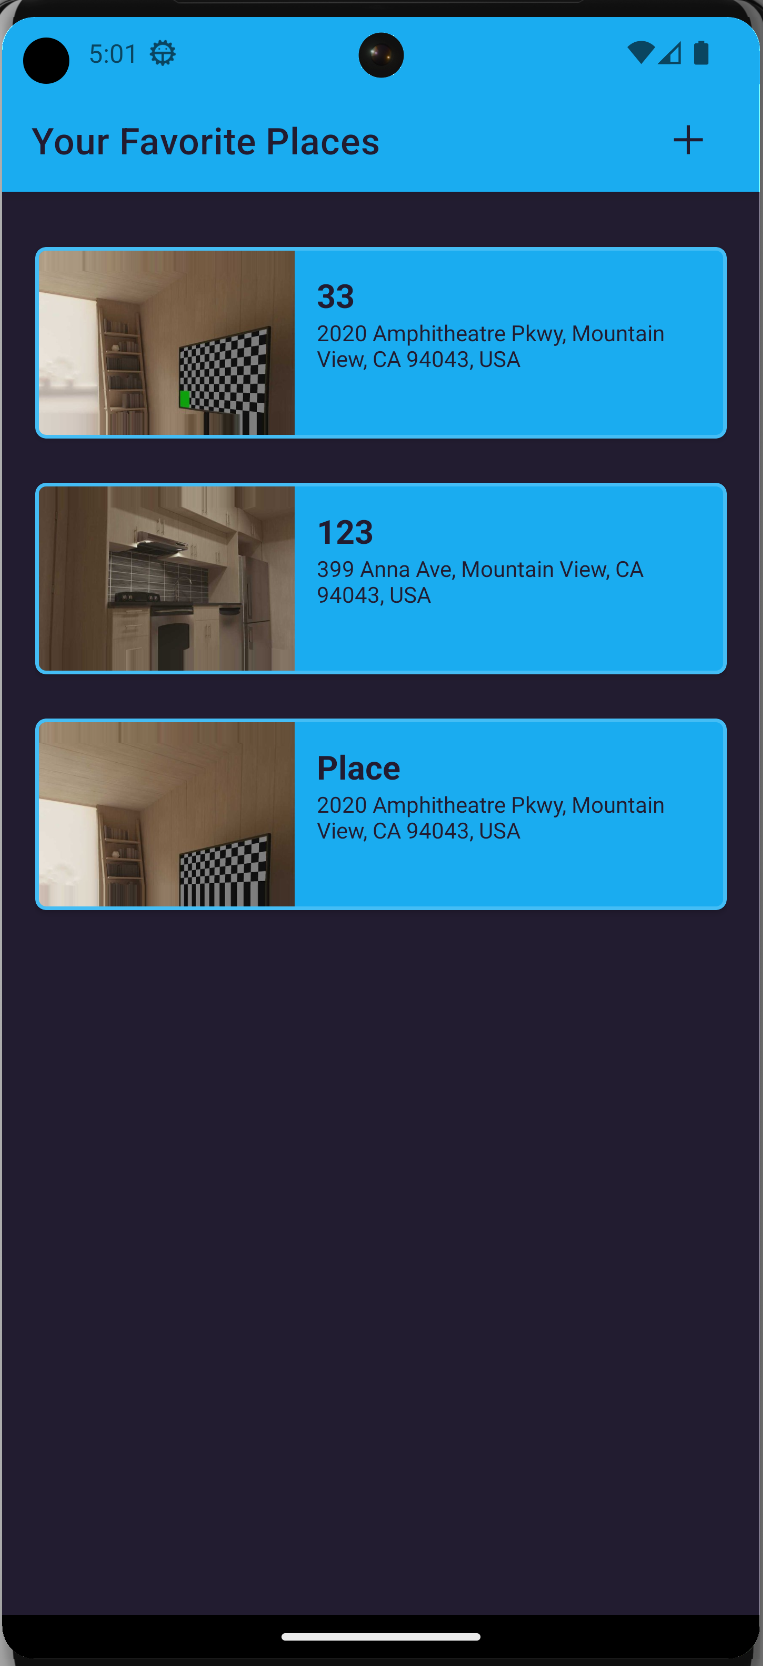 5:01
Your Favorite Places
33
2020 Amphitheatre Pkwy, Mountain
View, CA 94043, USA
123
399 Anna Ave, Mountain View, CA
94043, USA
Place
2020 Amphitheatre Pkwy, Mountain
View, CA 94043, USA